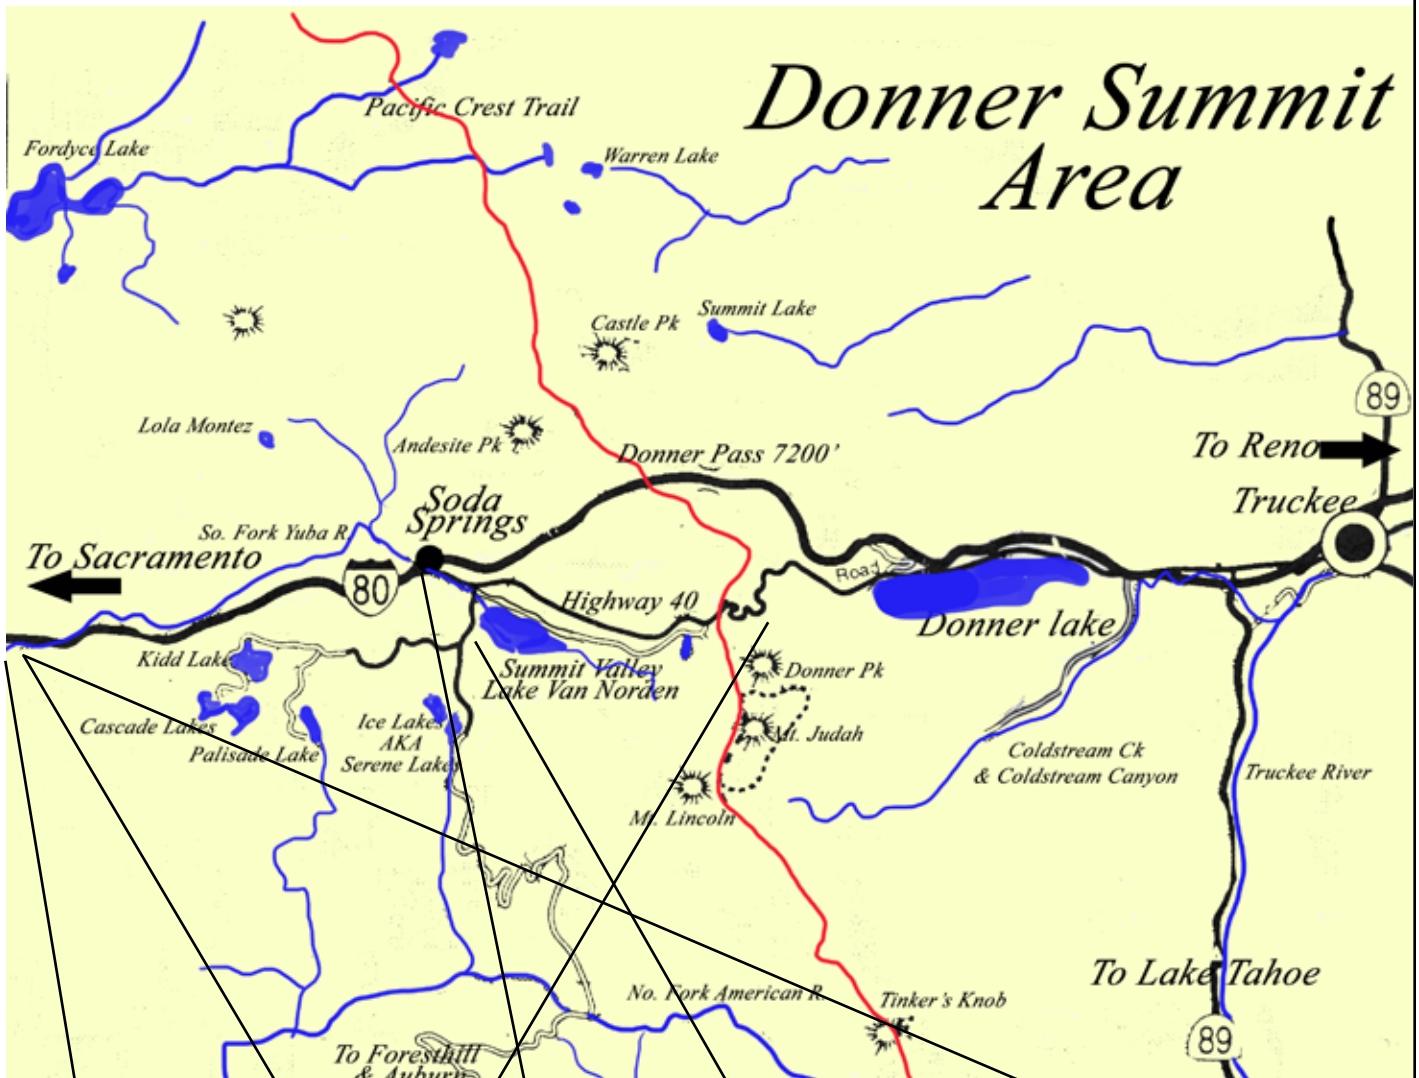 Donner Summit
Area
Pacific Crest Trail
Fordyce Lake
Warren Lake
Summit Lake
Castle Pk
89
Lola Montez
Andesite Pk
Donner Pass 7200'
To Reno
Truckee
Soda
Springs
So. Fork Yuba R.
To Sacramento
80
Road
Highway 40
Donner lake
Kidd Lake
Summit Valley
Lake Van Norden
Donner Pk
Cascade Lakes
Ice Lakes
AKA
Serene Lakes
Palisade Lake
Mt. Judah
Coldstream Ck
& Coldstream Canyon
Truckee River
Mt. Lincoln
To Lake Tahoe
No. Fork American R.
Tinker's Knob
89
To Foresthill
& Auburn